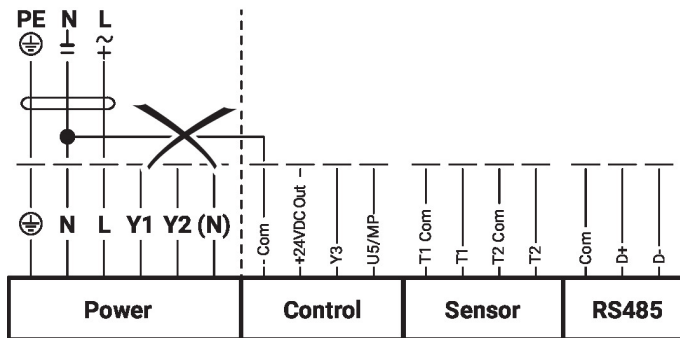 PE N L
N L Y1 Y2 (N)
- Com
+24VDC Out -
Y3
U5/MP
T1 Com
T1
T2 Com
T2
Com
D+
D-
Power
Control
Sensor
RS485